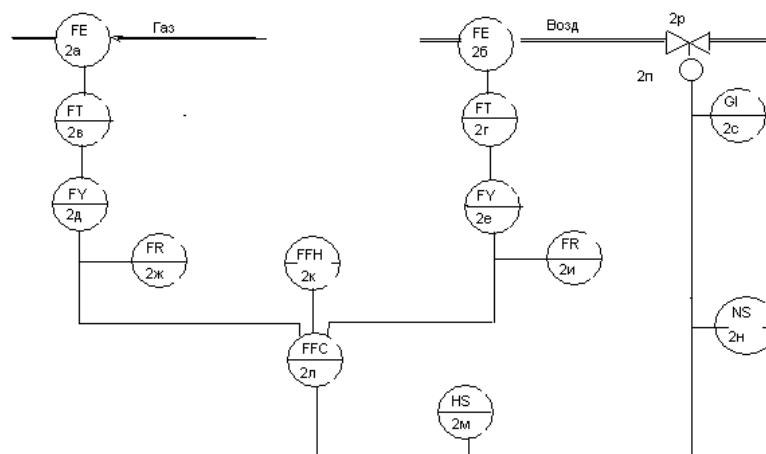 FE
2а
Газ
FE
2б
Возд
2р
2п
GI
2с
FT
2в
FT
2г
FY
2д
FY
2е
FR
2ж
FFH
2к
FR
2и
NS
2н
FFC
2л
HS
2м